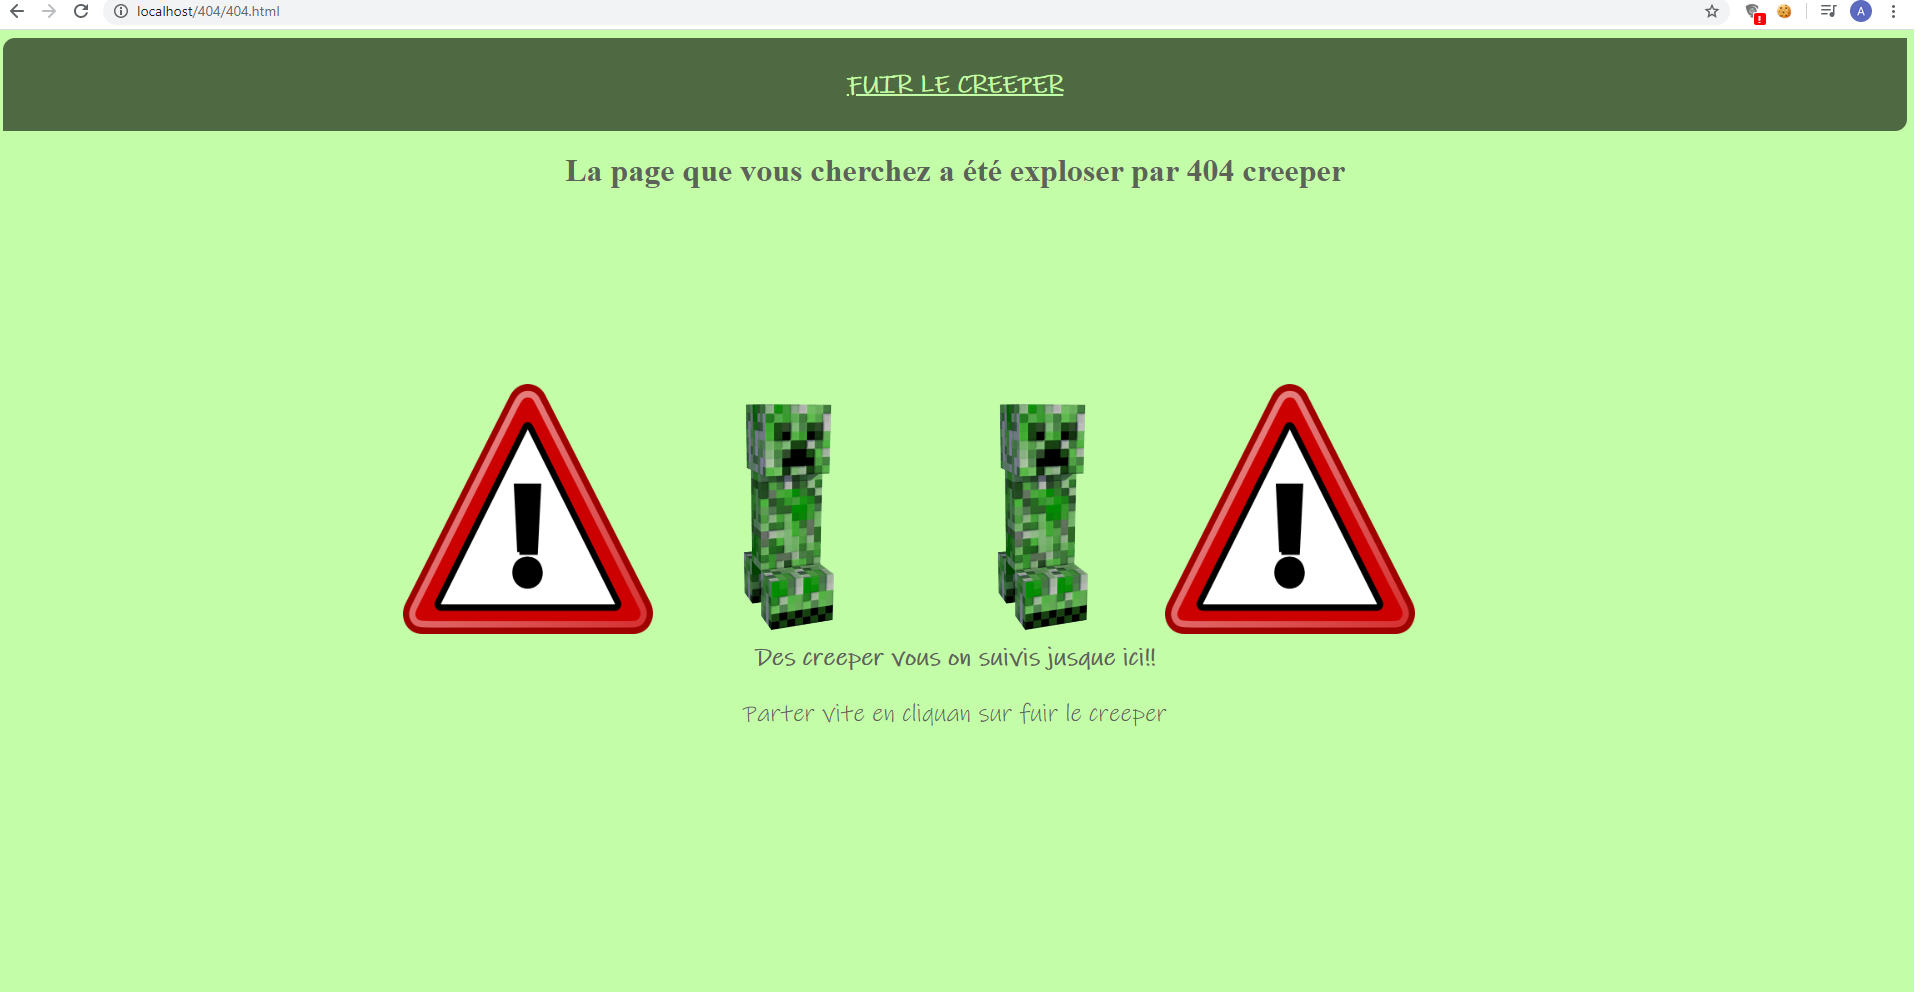 localhost/404/404.html
A
FUIR LE CREEPER
La page que vous cherchez a été exploser par 404 creeper
Des creeper vous on suivis jusque ici!!
Parter vite en cliquan sur fuir le creeper